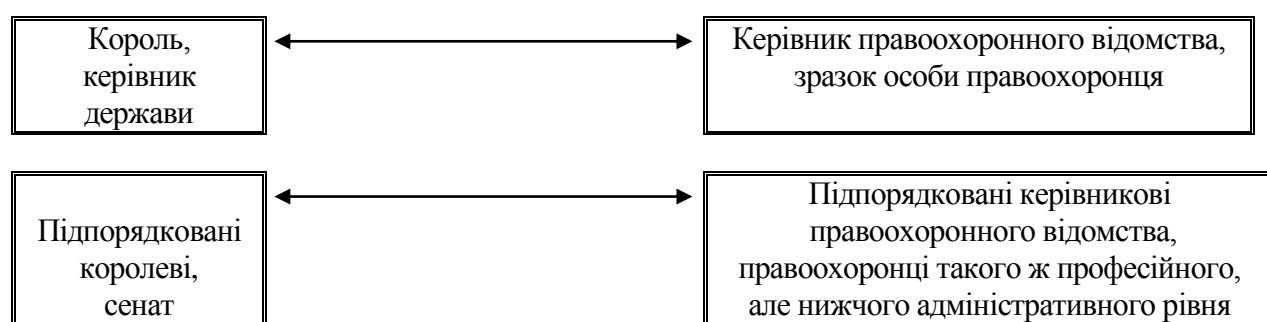 Король,
керівник
держави
Керівник правоохоронного відомства,
зразок особи правоохоронця
Підпорядковані
королеві,
сенат
Підпорядковані керівникові
правоохоронного відомства,
правоохоронці такого ж професійного,
але нижчого адміністративного рівня